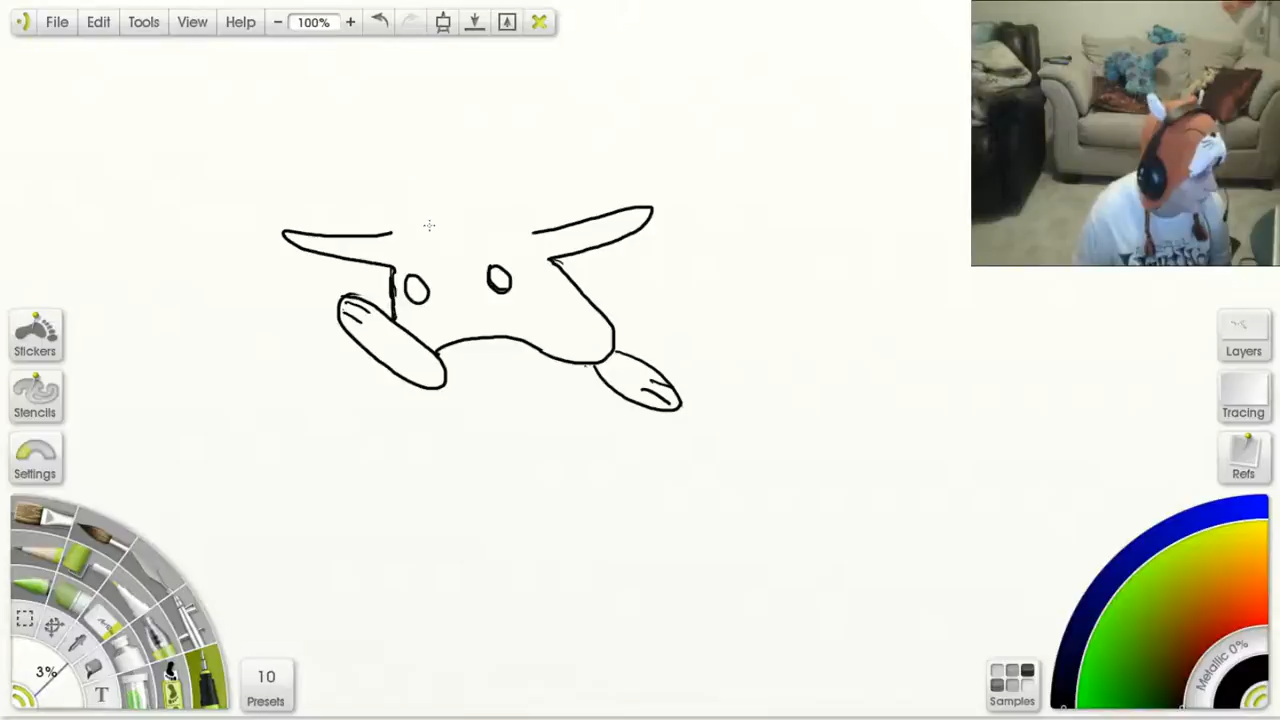 File Edit Tools View Help − 100% +
Stickers
Stencils
Settings
Layers
Tracing
Refs
3%
T
10
Presets
Metallic 0%
Samples